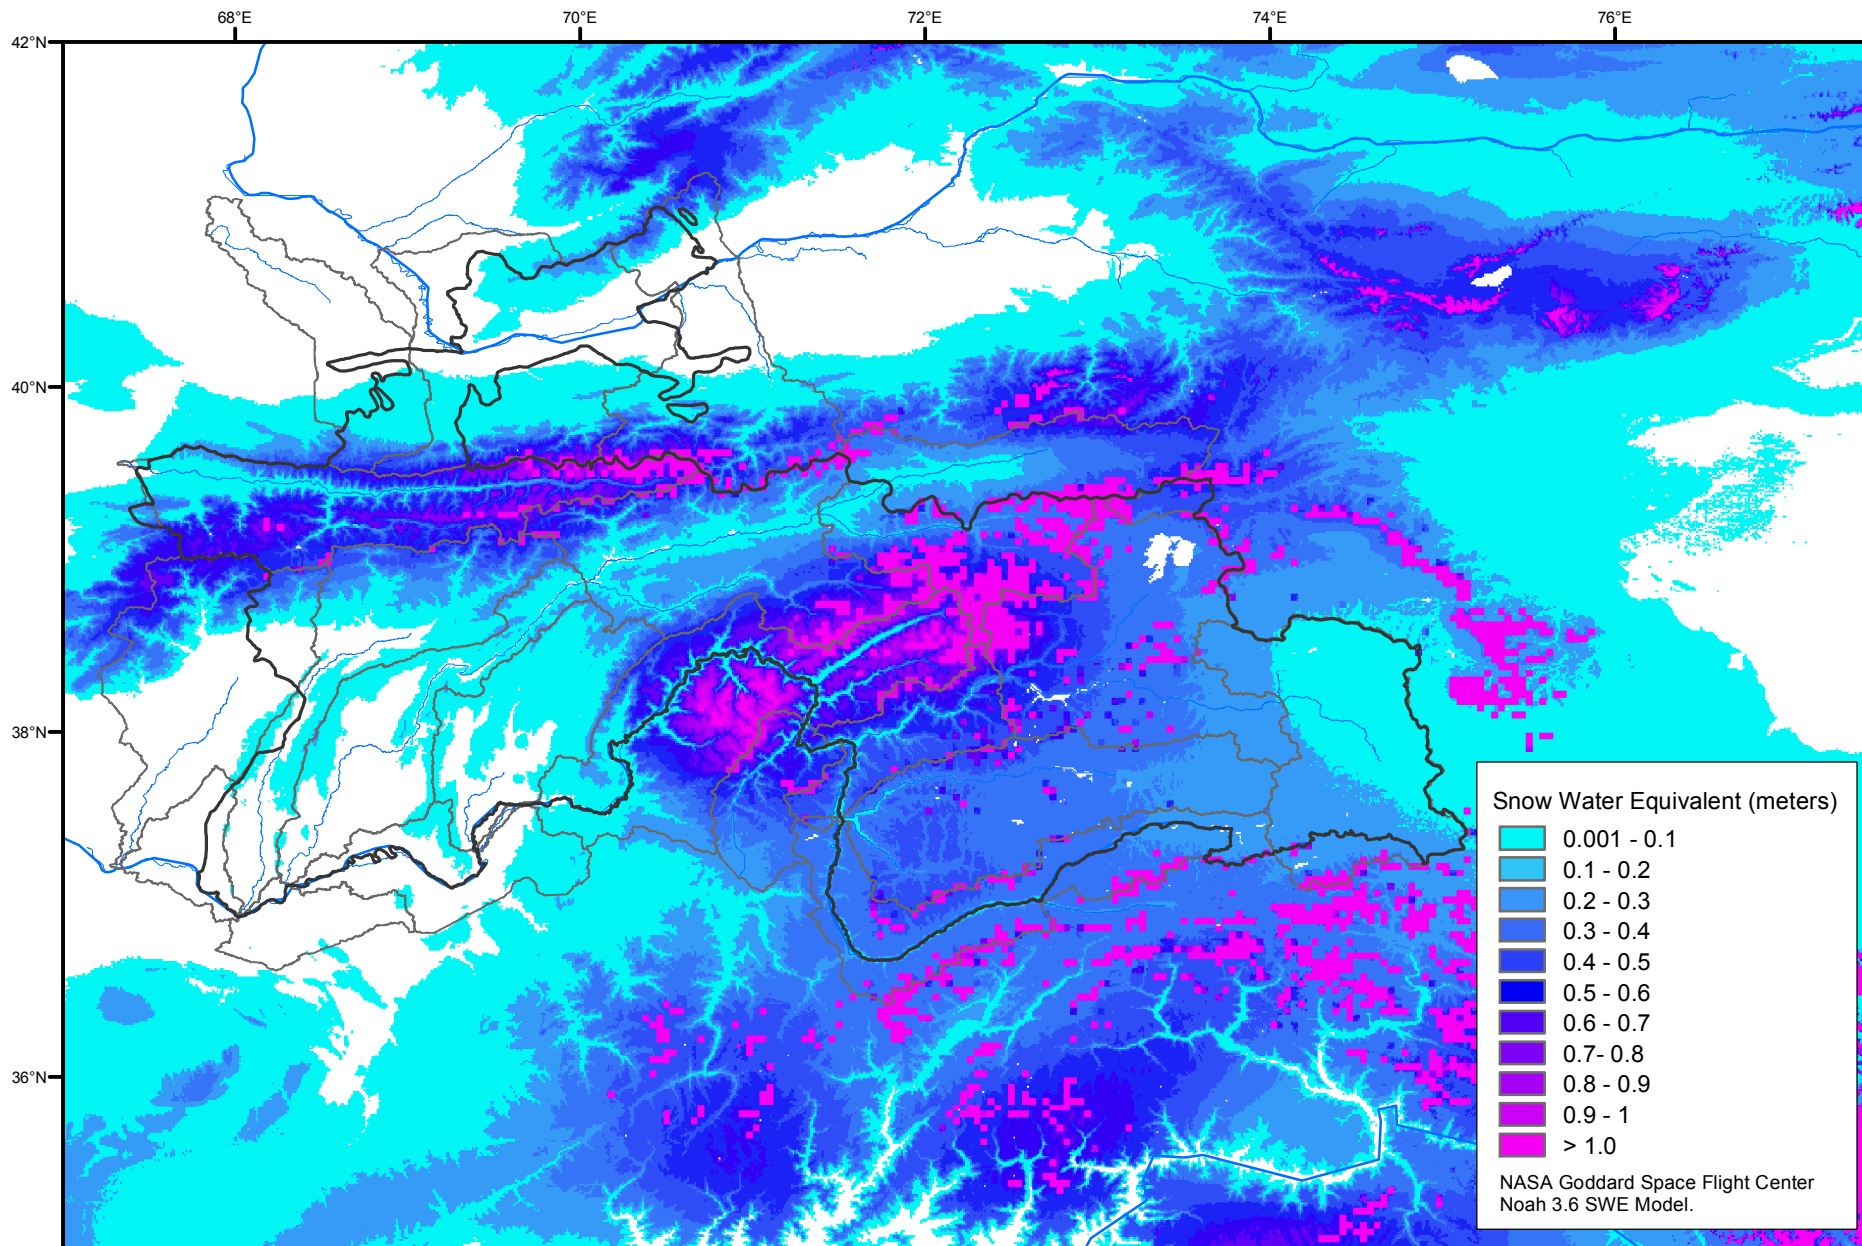 68°E 70°E 72°E 74°E 76°E
42°N
40°N
38°N
36°N
Snow Water Equivalent (meters)
0.001 - 0.1
0.1 - 0.2
0.2 - 0.3
0.3 - 0.4
0.4 - 0.5
0.5 - 0.6
0.6 - 0.7
0.7- 0.8
0.8 - 0.9
0.9 - 1
> 1.0
NASA Goddard Space Flight Center
Noah 3.6 SWE Model.